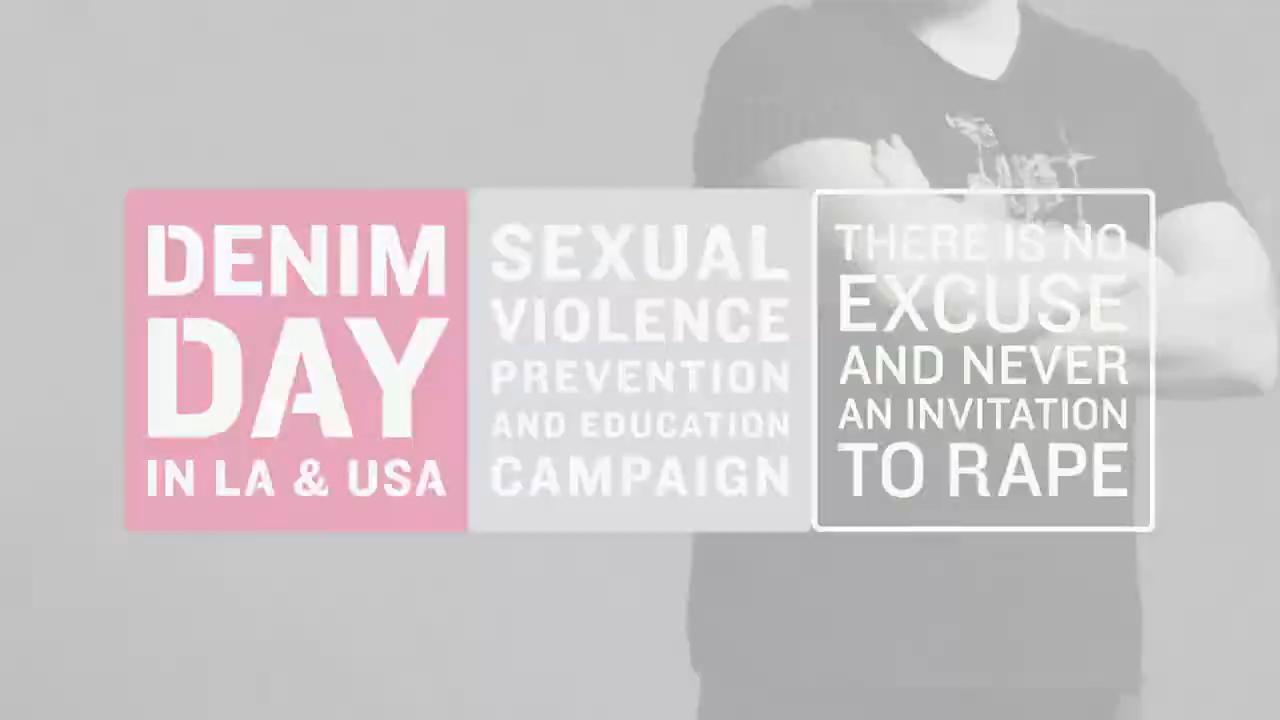 DENIM
DAY
IN LA & USA
SEXUAL
VIOLENCE
PREVENTION
AND EDUCATION
CAMPAIGN
THERE IS NO
EXCUSE
AND NEVER
AN INVITATION
TO RAPE